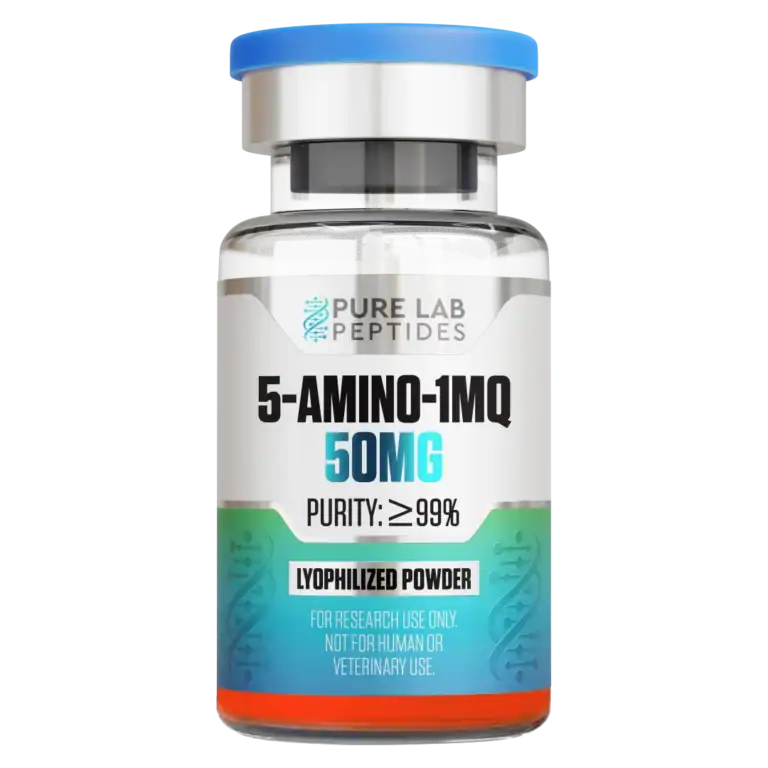 PURE LAB
PEPTIDES
5-AMINO-1MQ
50MG
PURITY: ≥99%
LYOPHILIZED POWDER
FOR RESEARCH USE ONLY.
NOT FOR HUMAN OR
VETERINARY USE.